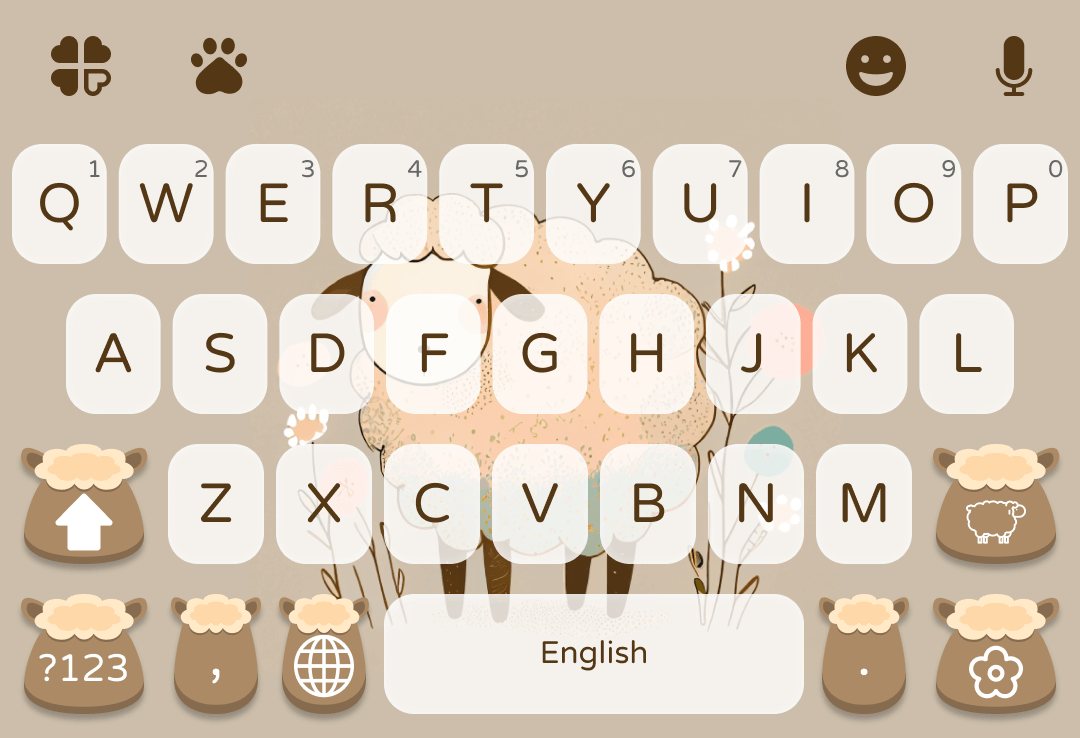 1 2 3 4 5 6 7 8 9 0
Q W E R T Y U I O P
A S D F G H J K L
Z X C V B N M
?123 , English .